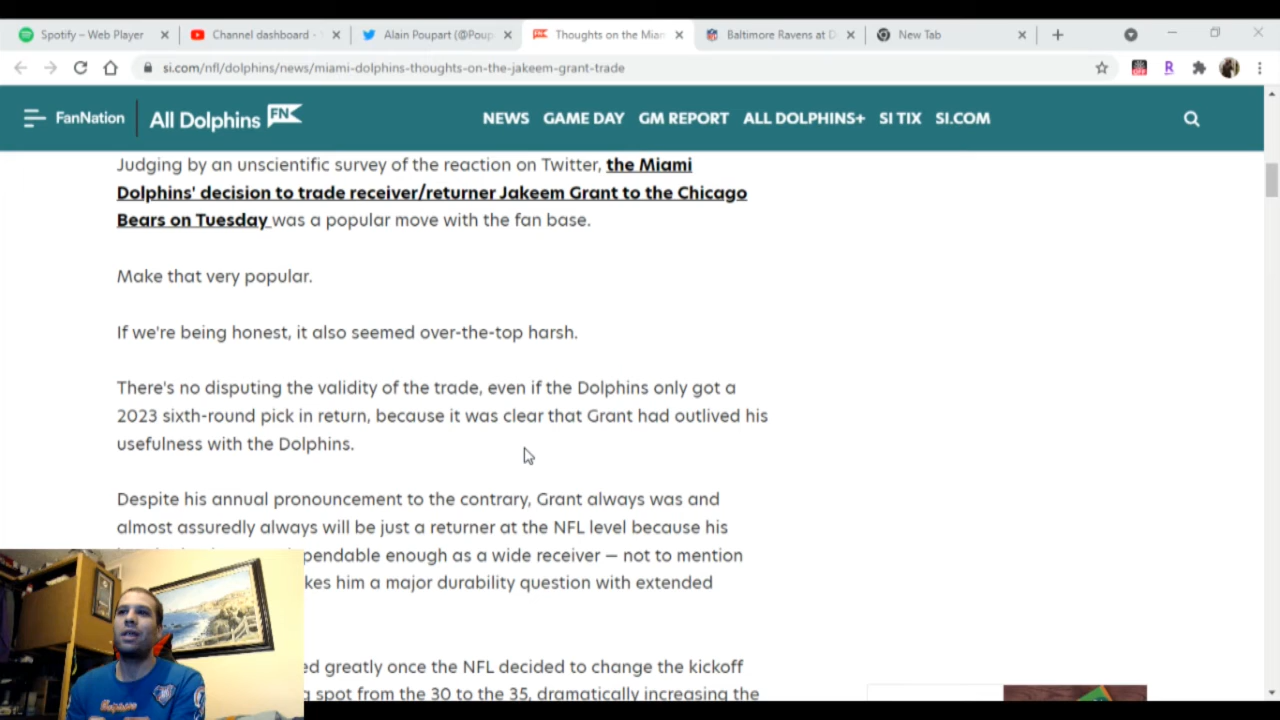 Spotify – Web Player
Channel dashboard -
Alain Poupart (@Poup
Thoughts on the Miam
Baltimore Ravens at D
New Tab
si.com/nfl/dolphins/news/miami-dolphins-thoughts-on-the-jakeem-grant-trade
OFF
R
FanNation
All Dolphins FN
NEWS GAME DAY GM REPORT ALL DOLPHINS+ SI TIX SI.COM
Judging by an unscientific survey of the reaction on Twitter, the Miami
Dolphins' decision to trade receiver/returner Jakeem Grant to the Chicago
Bears on Tuesday was a popular move with the fan base.
Make that very popular.
If we're being honest, it also seemed over-the-top harsh.
There's no disputing the validity of the trade, even if the Dolphins only got a
2023 sixth-round pick in return, because it was clear that Grant had outlived his
usefulness with the Dolphins.
Despite his annual pronouncement to the contrary, Grant always was and
almost assuredly always will be just a returner at the NFL level because his
pendable enough as a wide receiver — not to mention
kes him a major durability question with extended
ed greatly once the NFL decided to change the kickoff
g spot from the 30 to the 35, dramatically increasing the